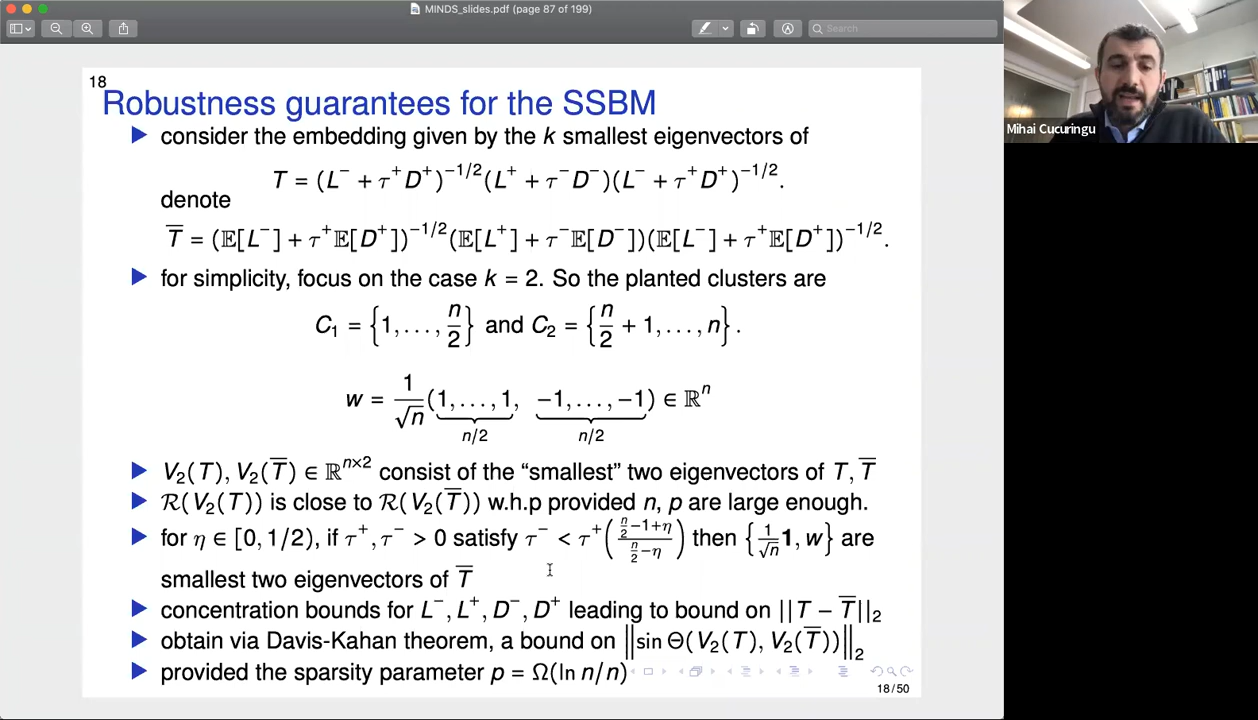 MINDS_slides.pdf (page 87 of 199)
Search
Mihai Cucuringu
18
Robustness guarantees for the SSBM
▶ consider the embedding given by the k smallest eigenvectors of
T = (L⁻ + τ⁺D⁺)^{−1/2}(L⁺ + τ⁻D⁻)(L⁻ + τ⁺D⁺)^{−1/2}.
denote
T̅ = (𝔼[L⁻] + τ⁺𝔼[D⁺])^{−1/2}(𝔼[L⁺] + τ⁻𝔼[D⁻])(𝔼[L⁻] + τ⁺𝔼[D⁺])^{−1/2}.
▶ for simplicity, focus on the case k = 2. So the planted clusters are
C₁ = {1, . . . , n/2} and C₂ = {n/2 + 1, . . . , n}.
w = 1/√n (1, . . . , 1, −1, . . . , −1) ∈ ℝⁿ
n/2 n/2
▶ V₂(T), V₂(T̅) ∈ ℝ^{n×2} consist of the “smallest” two eigenvectors of T, T̅
▶ ℛ(V₂(T)) is close to ℛ(V₂(T̅)) w.h.p provided n, p are large enough.
▶ for η ∈ [0, 1/2), if τ⁺, τ⁻ > 0 satisfy τ⁻ < τ⁺((n/2 −1+η)/(n/2 −η)) then {1/√n 𝟏, w} are
smallest two eigenvectors of T̅
▶ concentration bounds for L⁻, L⁺, D⁻, D⁺ leading to bound on ||T − T̅||₂
▶ obtain via Davis-Kahan theorem, a bound on ||sin Θ(V₂(T), V₂(T̅))||₂
▶ provided the sparsity parameter p = Ω(ln n/n)
18/50